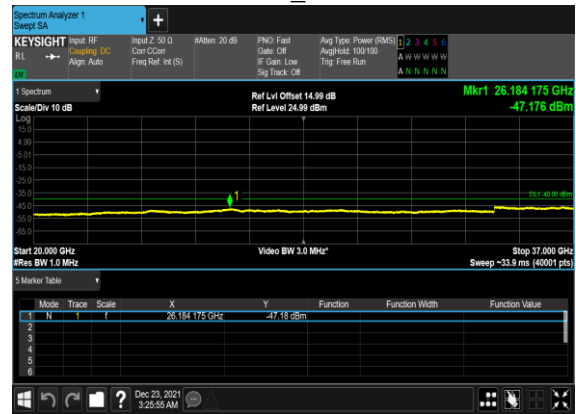 Spectrum Analyzer 1
Swept SA
+
KEYSIGHT Input: RF Input Z: 50 Ω #Atten: 20 dB PNO: Fast Avg Type: Power (RMS) 1 2 3 4 5 6
RL Coupling: DC Corr CCorr Gate: Off Avg|Hold: 100/100 A W W W W W
Align: Auto Freq Ref: Int (S) IF Gain: Low Trig: Free Run
Sig Track: Off A N N N N N
1 Spectrum Ref Lvl Offset 14.99 dB Mkr1 26.184 175 GHz
Scale/Div 10 dB Ref Level 24.99 dBm -47.176 dBm
Log
15.0
4.99
-5.01
-15.0
-25.0
-35.0 1 DL1 -40.00 dBm
-45.0
-55.0
-65.0
Start 20.000 GHz Video BW 3.0 MHz* Stop 37.000 GHz
#Res BW 1.0 MHz Sweep ~33.9 ms (40001 pts)
5 Marker Table
Mode Trace Scale X Y Function Function Width Function Value
1 N 1 f 26.184 175 GHz -47.18 dBm
2
3
4
5
6
? Dec 23, 2021
3:25:55 AM